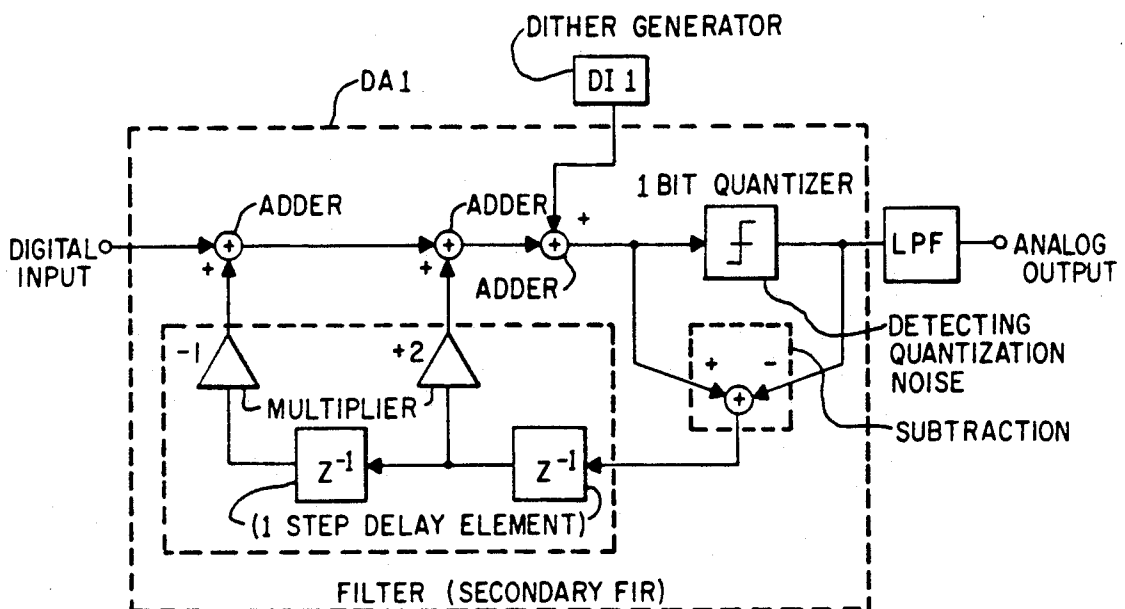 DITHER GENERATOR
DI 1
DA1
1 BIT QUANTIZER
ADDER
ADDER
+
DIGITAL
INPUT
+
+
+
+
+
ADDER
LPF
ANALOG
OUTPUT
DETECTING
QUANTIZATION
NOISE
-1
+2
+
-
MULTIPLIER
+
SUBTRACTION
Z-1
Z-1
(1 STEP DELAY ELEMENT)
FILTER (SECONDARY FIR)